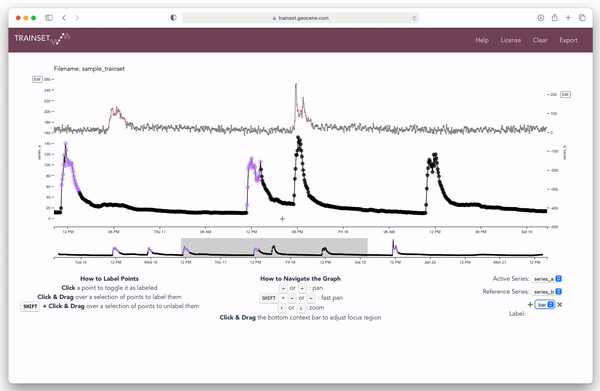 trainset.geocene.com
TRAINSET
Help License Clear Export
Filename: sample_trainset
Edit
Edit
260
240
220
200
180
160
140
120
100
80
60
40
20
0
series_a
200
100
0
-100
-200
-300
-400
-500
series_b
12 PM 06 PM Thu 17 06 AM 12 PM 06 PM Fri 18 06 AM 12 PM 06 PM Sat 19
Tue 15 12 PM Wed 16 12 PM Thu 17 12 PM Fri 18 12 PM Sat 19 12 PM Jan 20 12 PM Mon 21 12 PM
How to Label Points
Click a point to toggle it as labeled
Click & Drag over a selection of points to label them
SHIFT + Click & Drag over a selection of points to unlabel them
How to Navigate the Graph
← or → : pan
SHIFT + → or ← : fast pan
↑ or ↓ : zoom
Click & Drag the bottom context bar to adjust focus region
Active Series: series_a
Reference Series: series_b
Label: + bar ×